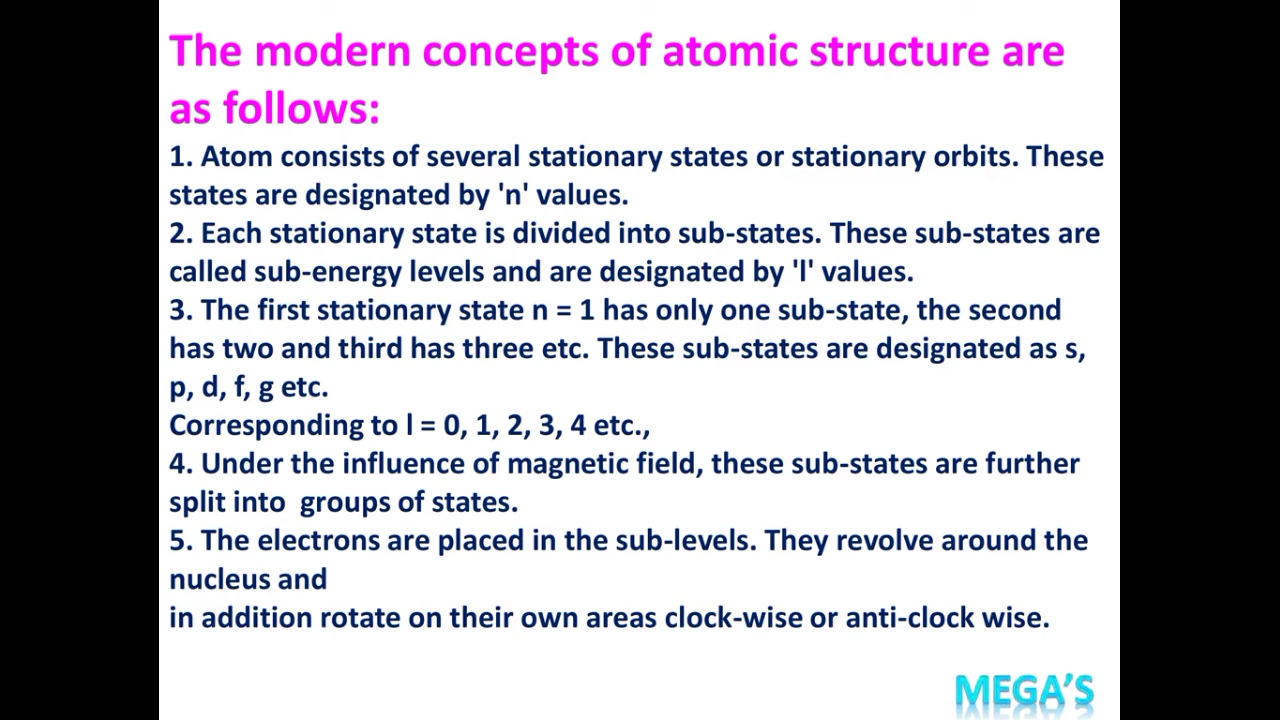 The modern concepts of atomic structure are
as follows:
1. Atom consists of several stationary states or stationary orbits. These
states are designated by 'n' values.
2. Each stationary state is divided into sub-states. These sub-states are
called sub-energy levels and are designated by 'l' values.
3. The first stationary state n = 1 has only one sub-state, the second
has two and third has three etc. These sub-states are designated as s,
p, d, f, g etc.
Corresponding to l = 0, 1, 2, 3, 4 etc.,
4. Under the influence of magnetic field, these sub-states are further
split into  groups of states.
5. The electrons are placed in the sub-levels. They revolve around the
nucleus and
in addition rotate on their own areas clock-wise or anti-clock wise.
MEGA’S